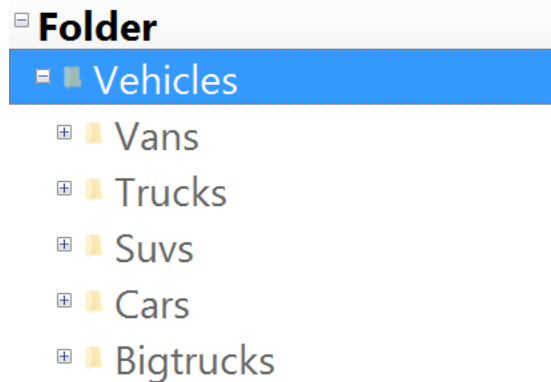 Folder
Vehicles
Vans
Trucks
Suvs
Cars
Bigtrucks